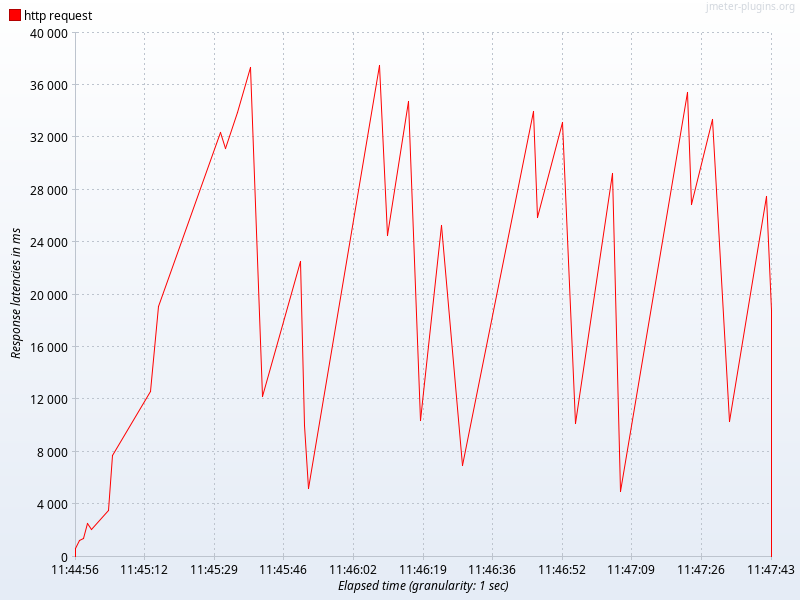 jmeter-plugins.org
http request
40 000
36 000
32 000
28 000
24 000
20 000
16 000
12 000
8 000
4 000
0
Response latencies in ms
11:44:56 11:45:12 11:45:29 11:45:46 11:46:02 11:46:19 11:46:36 11:46:52 11:47:09 11:47:26 11:47:43
Elapsed time (granularity: 1 sec)